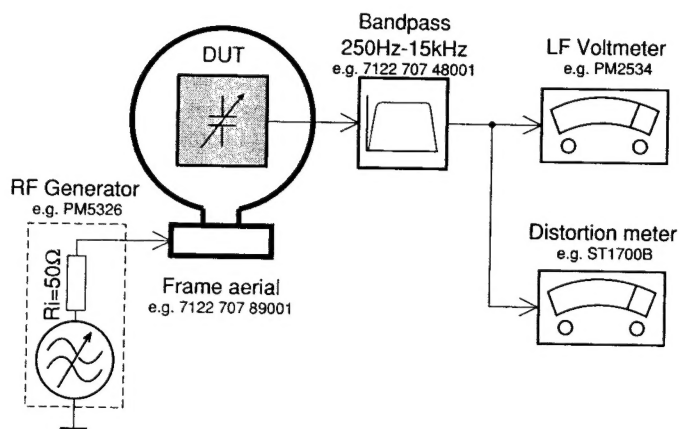 Bandpass
250Hz-15kHz
e.g. 7122 707 48001
LF Voltmeter
e.g. PM2534
DUT
RF Generator
e.g. PM5326
Ri=50Ω
Frame aerial
e.g. 7122 707 89001
Distortion meter
e.g. ST1700B